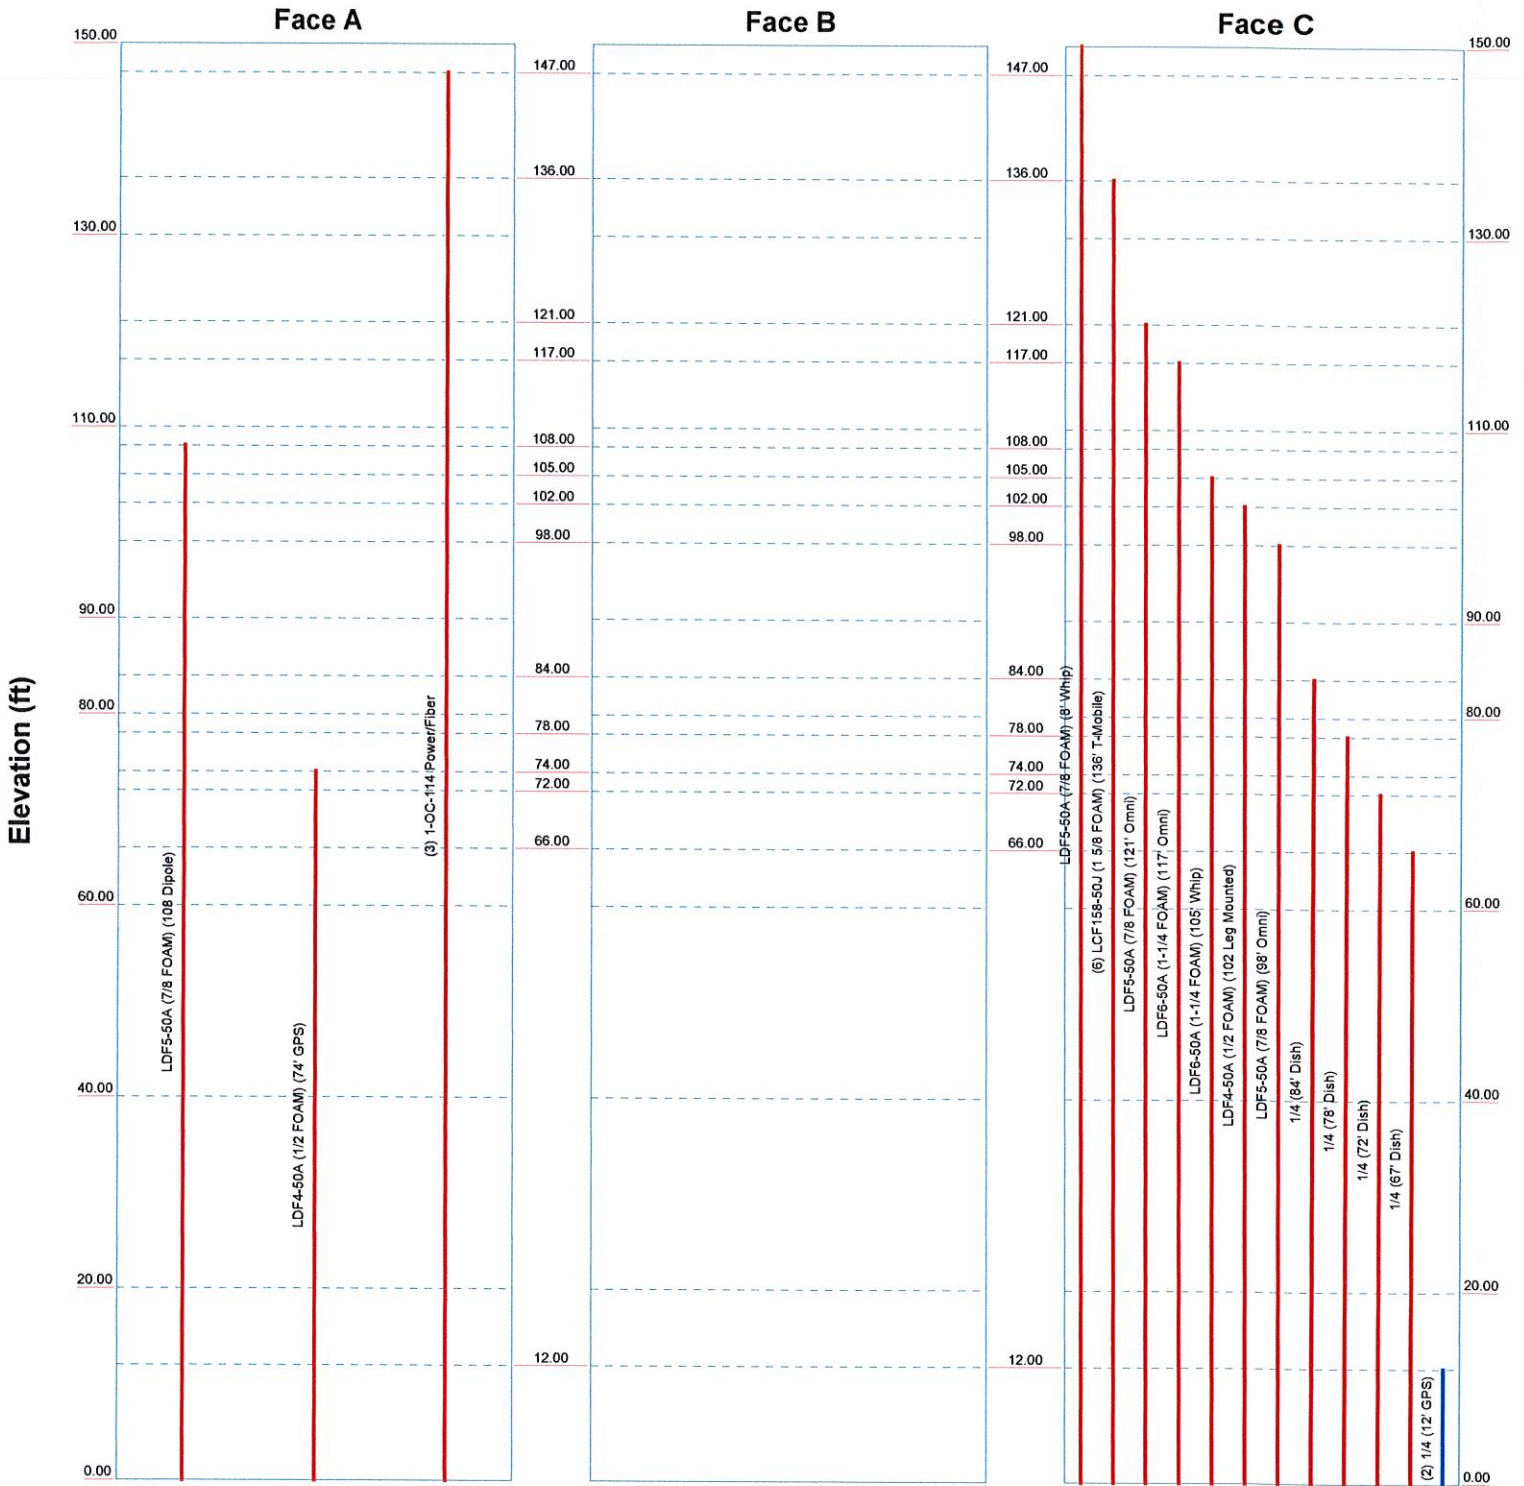 Face A
Face B
Face C
Elevation (ft)
150.00
130.00
110.00
90.00
80.00
60.00
40.00
20.00
0.00
LDF5-50A (7/8 FOAM) (108 Dipole)
LDF4-50A (1/2 FOAM) (74' GPS)
(3) 1-OC-114 Power/Fiber
147.00
136.00
121.00
117.00
108.00
105.00
102.00
98.00
84.00
78.00
74.00
72.00
66.00
12.00
147.00
136.00
121.00
117.00
108.00
105.00
102.00
98.00
84.00
78.00
74.00
72.00
66.00
12.00
LDF5-50A (7/8 FOAM) (8' Whip)
(6) LCF158-50J (1 5/8 FOAM) (136' T-Mobile)
LDF5-50A (7/8 FOAM) (121' Omni)
LDF6-50A (1-1/4 FOAM) (117' Omni)
LDF6-50A (1-1/4 FOAM) (105' Whip)
LDF4-50A (1/2 FOAM) (102 Leg Mounted)
LDF5-50A (7/8 FOAM) (98' Omni)
1/4 (84' Dish)
1/4 (78' Dish)
1/4 (72' Dish)
1/4 (67' Dish)
(2) 1/4 (12' GPS)
150.00
130.00
110.00
90.00
80.00
60.00
40.00
20.00
0.00